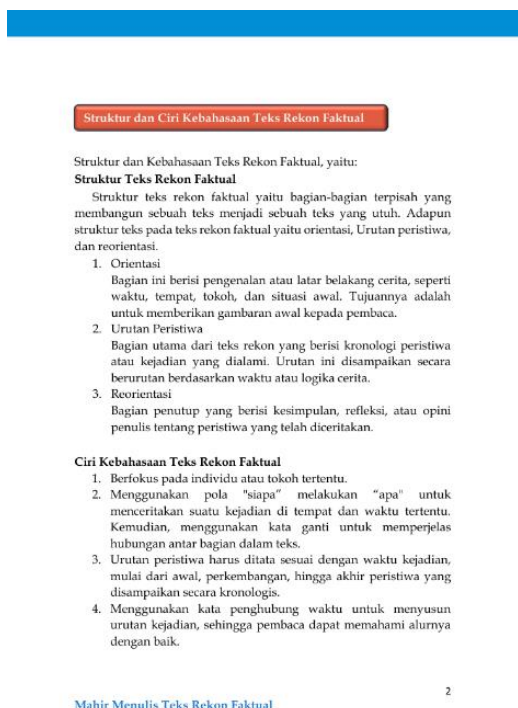 Struktur dan Ciri Kebahasaan Teks Rekon Faktual
Struktur dan Kebahasaan Teks Rekon Faktual, yaitu:
Struktur Teks Rekon Faktual
Struktur teks rekon faktual yaitu bagian-bagian terpisah yang
membangun sebuah teks menjadi sebuah teks yang utuh. Adapun
struktur teks pada teks rekon faktual yaitu orientasi, Urutan peristiwa,
dan reorientasi.
1. Orientasi
Bagian ini berisi pengenalan atau latar belakang cerita, seperti
waktu, tempat, tokoh, dan situasi awal. Tujuannya adalah
untuk memberikan gambaran awal kepada pembaca.
2. Urutan Peristiwa
Bagian utama dari teks rekon yang berisi kronologi peristiwa
atau kejadian yang dialami. Urutan ini disampaikan secara
berurutan berdasarkan waktu atau logika cerita.
3. Reorientasi
Bagian penutup yang berisi kesimpulan, refleksi, atau opini
penulis tentang peristiwa yang telah diceritakan.
Ciri Kebahasaan Teks Rekon Faktual
1. Berfokus pada individu atau tokoh tertentu.
2. Menggunakan pola "siapa” melakukan “apa" untuk
menceritakan suatu kejadian di tempat dan waktu tertentu.
Kemudian, menggunakan kata ganti untuk memperjelas
hubungan antar bagian dalam teks.
3. Urutan peristiwa harus ditata sesuai dengan waktu kejadian,
mulai dari awal, perkembangan, hingga akhir peristiwa yang
disampaikan secara kronologis.
4. Menggunakan kata penghubung waktu untuk menyusun
urutan kejadian, sehingga pembaca dapat memahami alurnya
dengan baik.
2
Mahir Menulis Teks Rekon Faktual